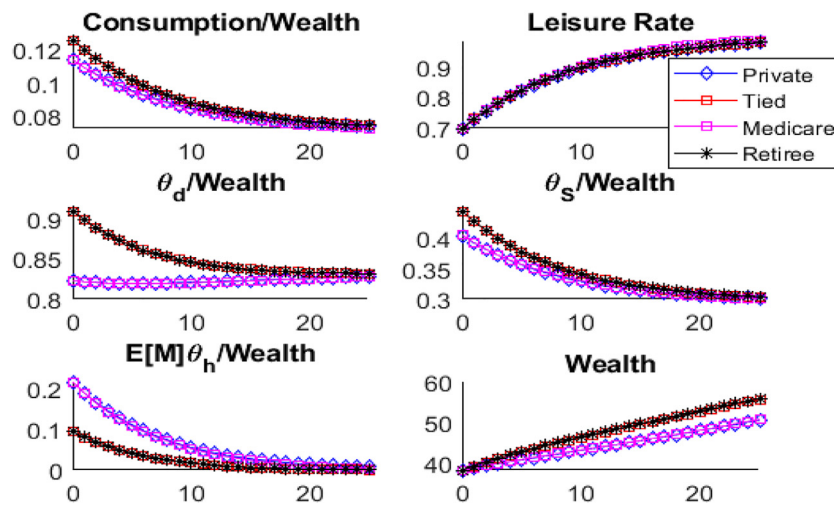 Consumption/Wealth
0.12
0.1
0.08
0 10 20
Leisure Rate
0.9
0.8
0.7
0 10 20
Private
Tied
Medicare
Retiree
θd/Wealth
0.9
0.85
0.8
0 10 20
θS/Wealth
0.4
0.35
0.3
0 10 20
E[M]θh/Wealth
0.2
0.1
0
0 10 20
Wealth
60
50
40
0 10 20